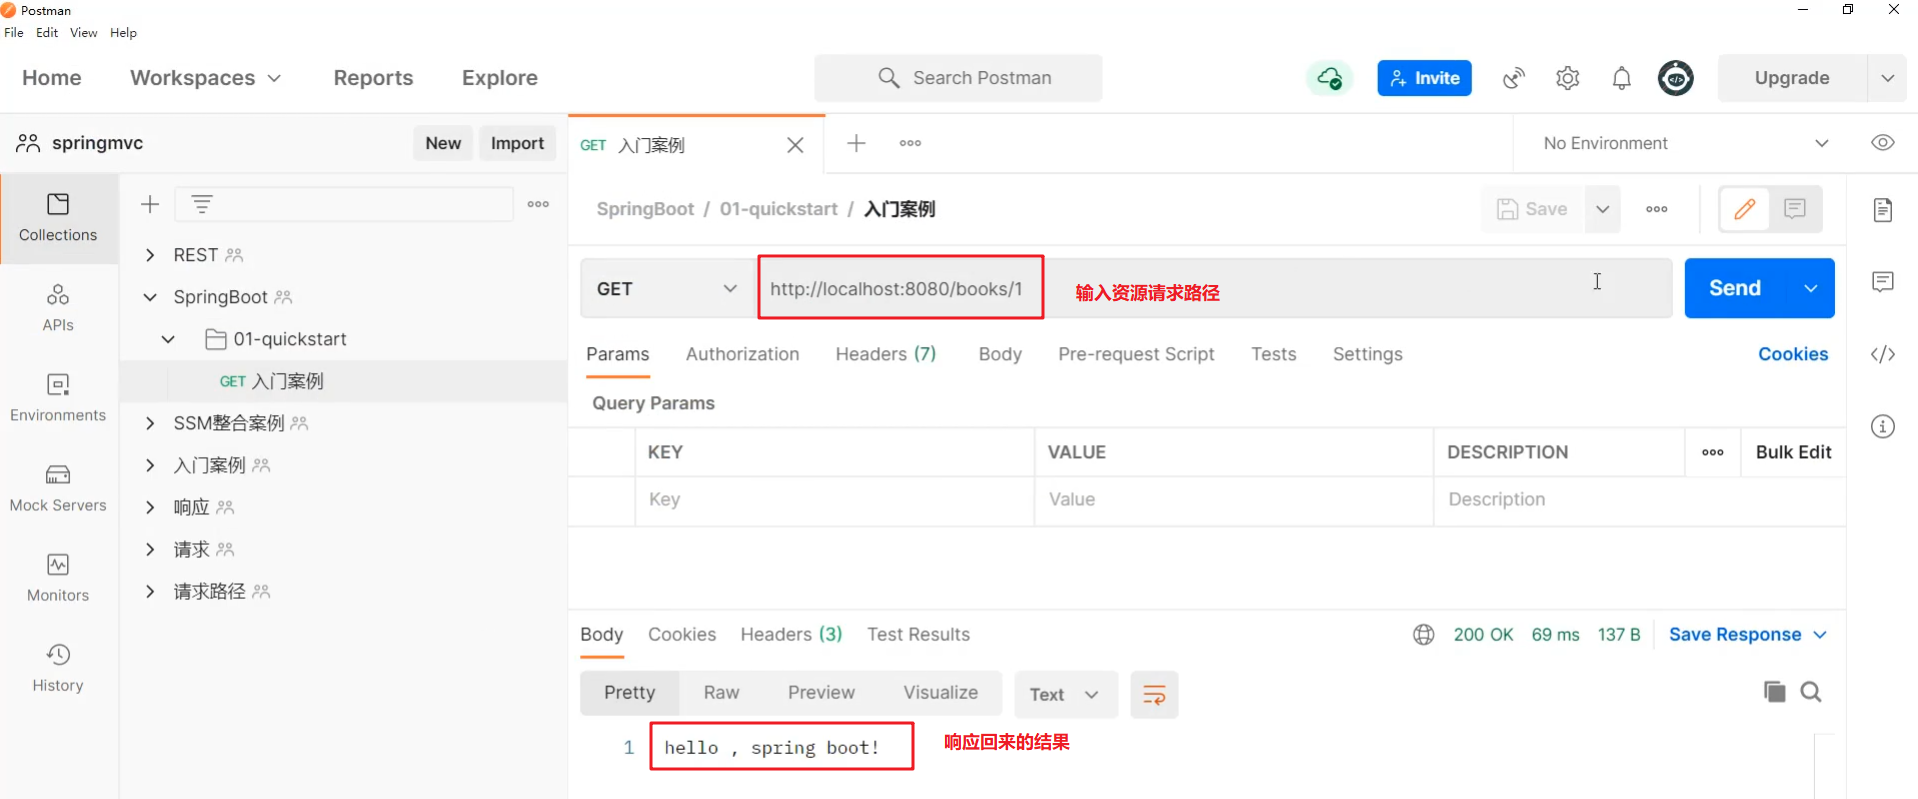 Postman
File Edit View Help
Home Workspaces Reports Explore Search Postman Invite Upgrade
springmvc New Import GET 入门案例 No Environment
SpringBoot / 01-quickstart / 入门案例 Save
Collections
APIs
Environments
Mock Servers
Monitors
History
REST
SpringBoot
01-quickstart
GET 入门案例
SSM整合案例
入门案例
响应
请求
请求路径
GET http://localhost:8080/books/1 输入资源请求路径 Send
Params Authorization Headers (7) Body Pre-request Script Tests Settings Cookies
Query Params
KEY VALUE DESCRIPTION Bulk Edit
Key Value Description
Body Cookies Headers (3) Test Results 200 OK 69 ms 137 B Save Response
Pretty Raw Preview Visualize Text
1 hello , spring boot! 响应回来的结果